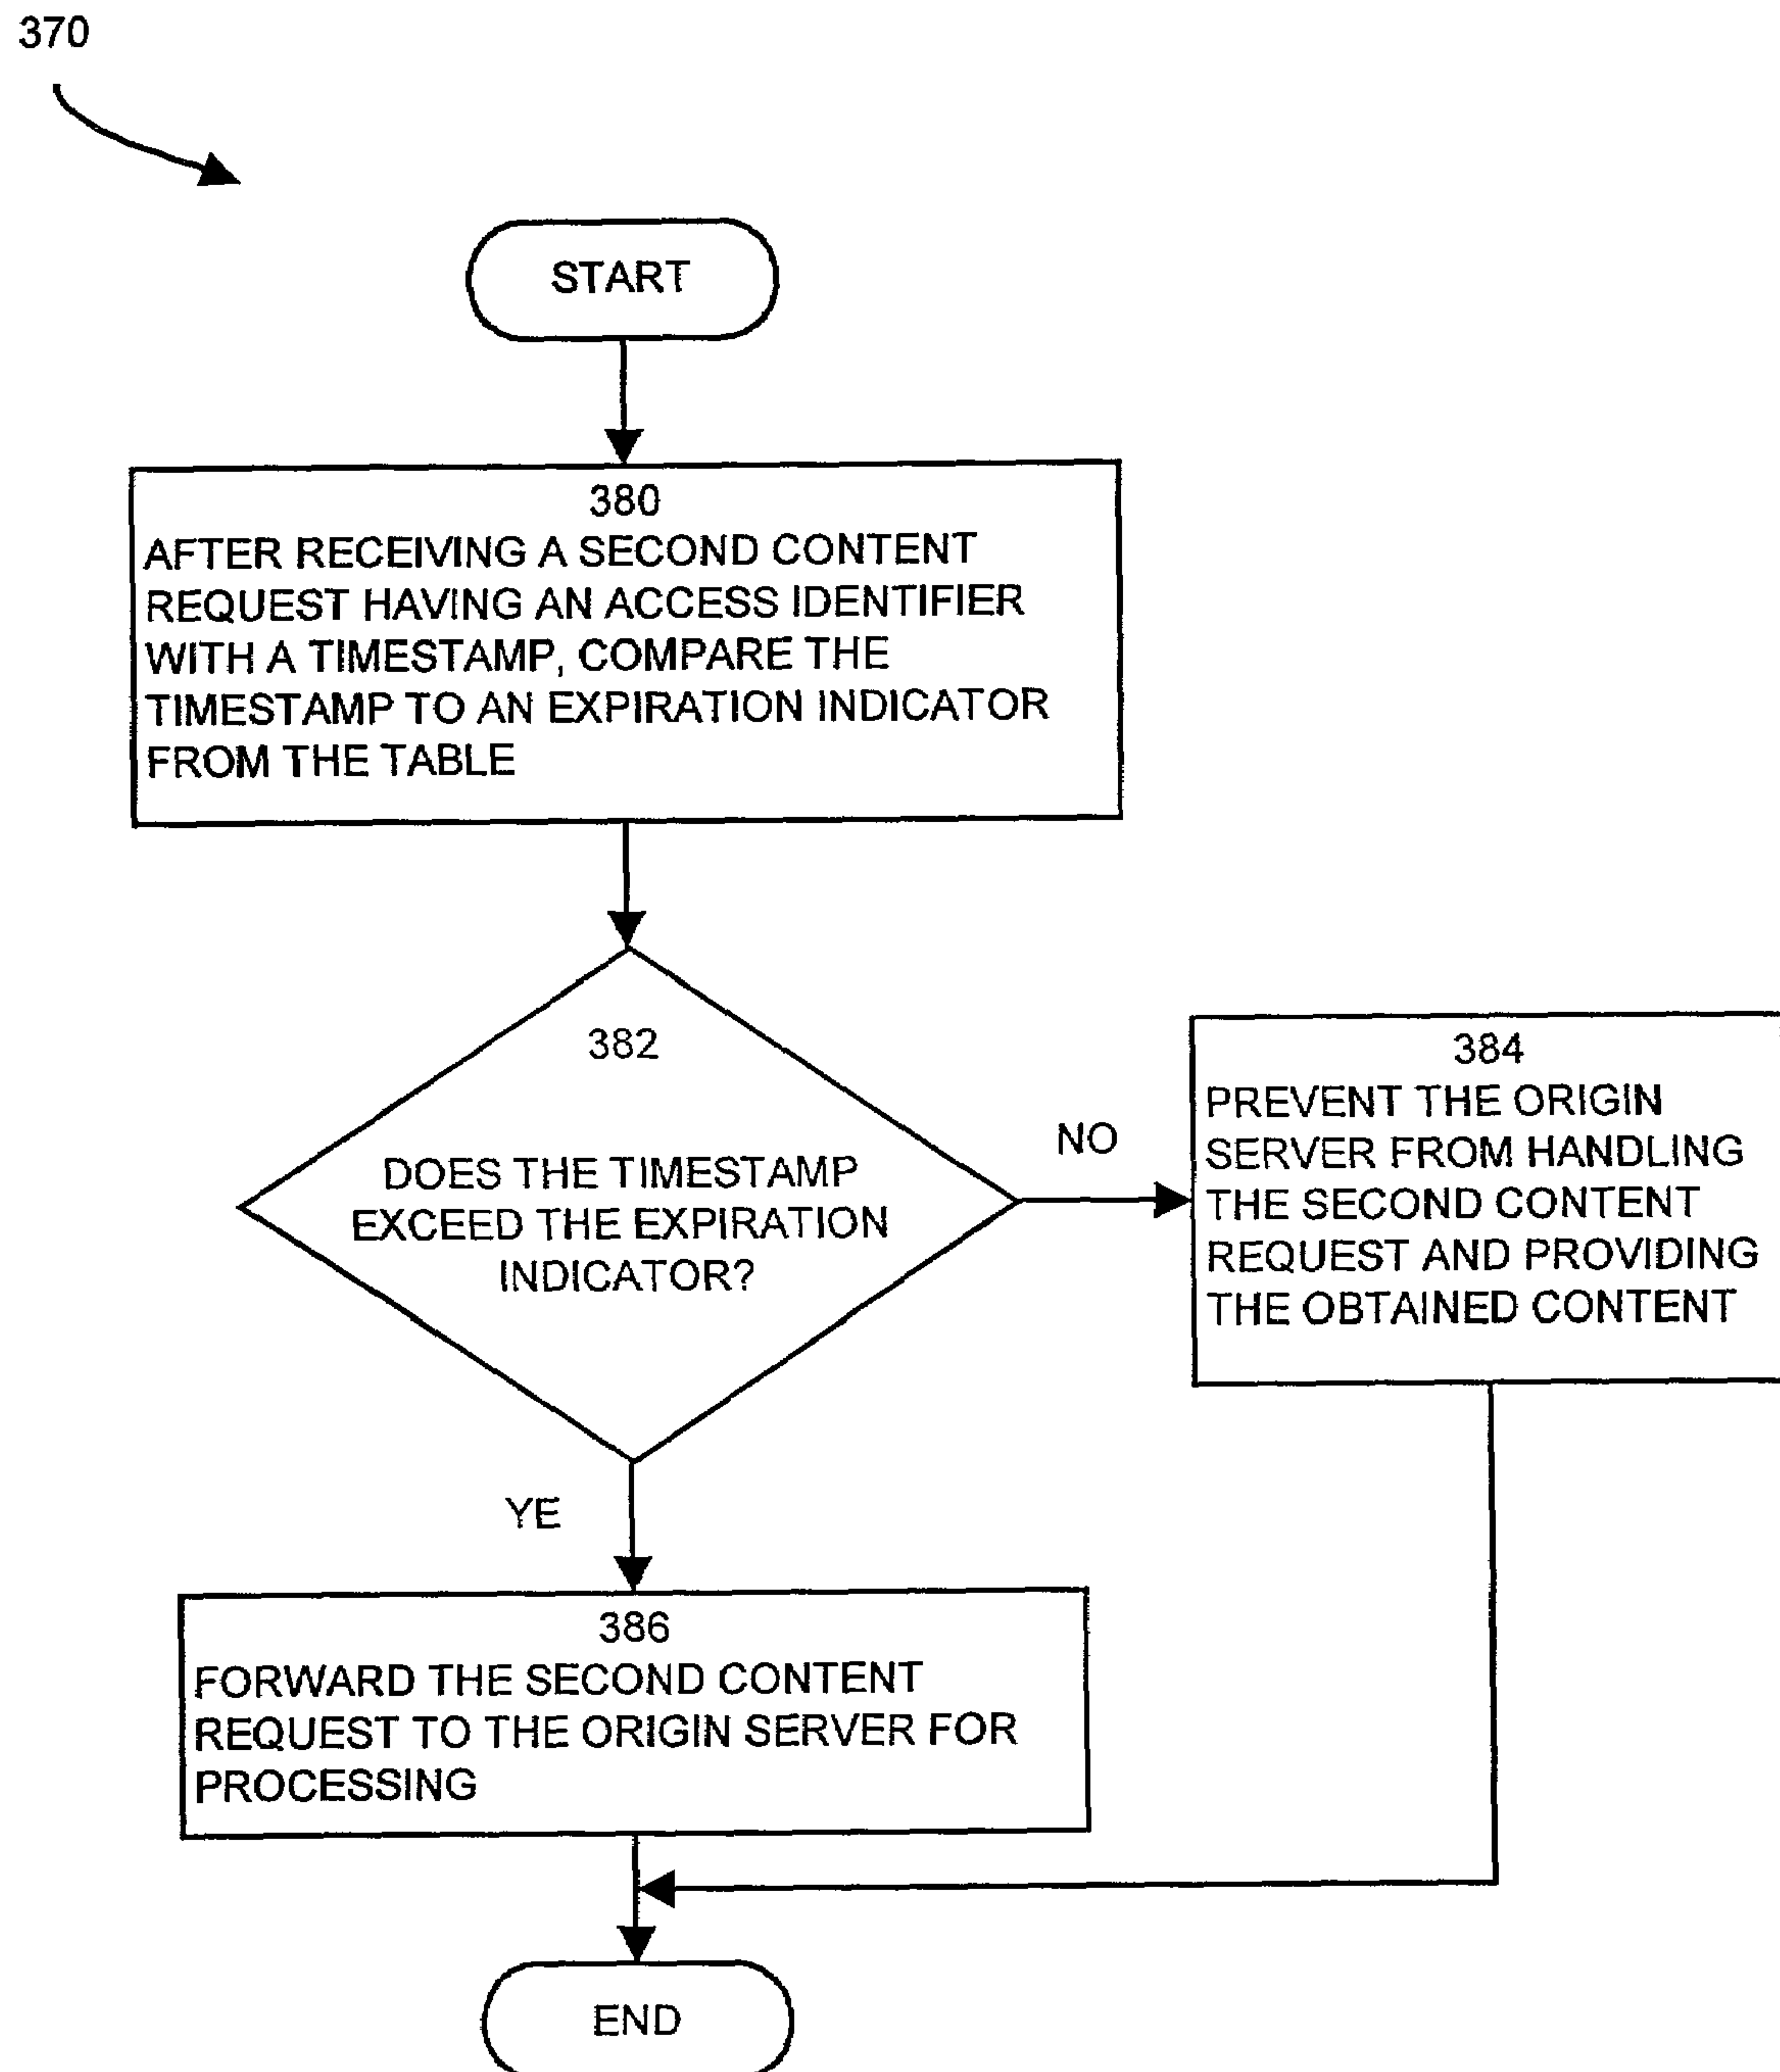 370
START
380
AFTER RECEIVING A SECOND CONTENT
REQUEST HAVING AN ACCESS IDENTIFIER
WITH A TIMESTAMP, COMPARE THE
TIMESTAMP TO AN EXPIRATION INDICATOR
FROM THE TABLE
382
DOES THE TIMESTAMP
EXCEED THE EXPIRATION
INDICATOR?
NO
384
PREVENT THE ORIGIN
SERVER FROM HANDLING
THE SECOND CONTENT
REQUEST AND PROVIDING
THE OBTAINED CONTENT
YE
386
FORWARD THE SECOND CONTENT
REQUEST TO THE ORIGIN SERVER FOR
PROCESSING
END